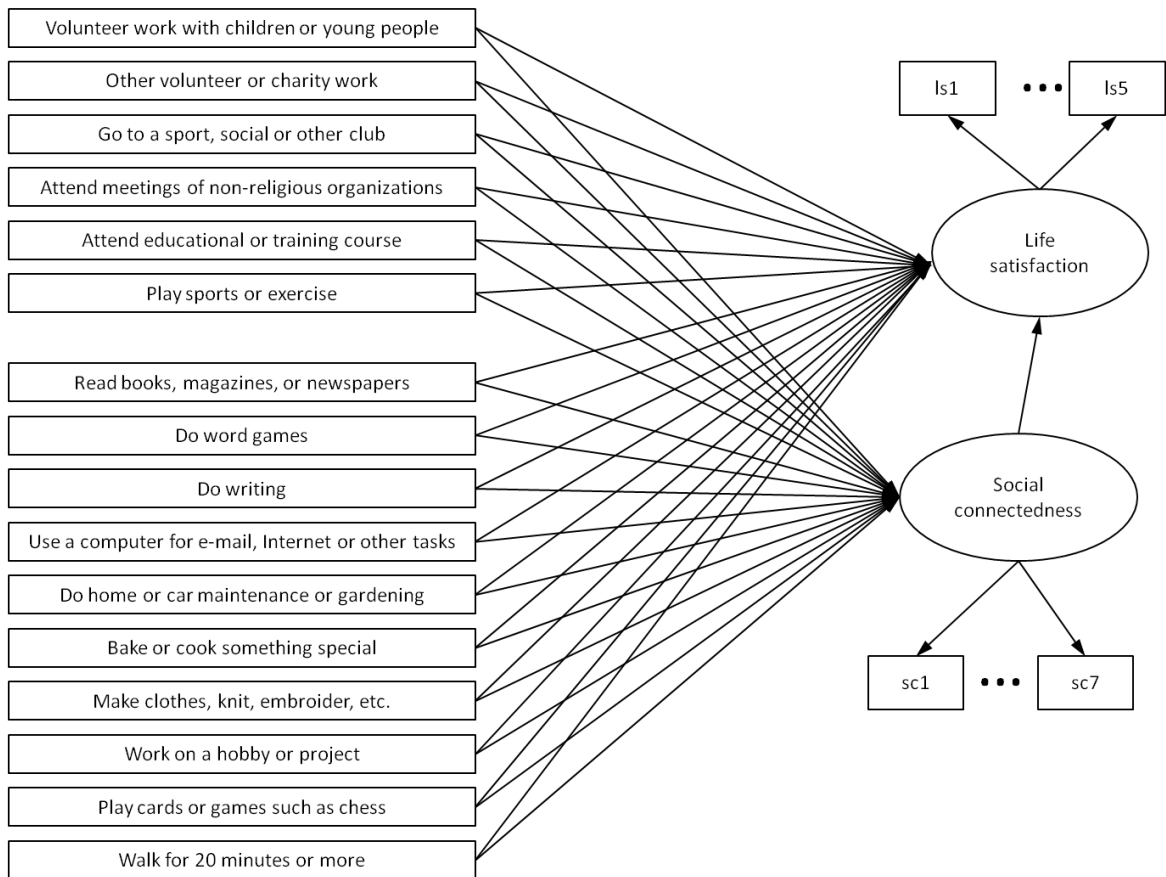 Volunteer work with children or young people
Other volunteer or charity work
Go to a sport, social or other club
Attend meetings of non-religious organizations
Attend educational or training course
Play sports or exercise
Read books, magazines, or newspapers
Do word games
Do writing
Use a computer for e-mail, Internet or other tasks
Do home or car maintenance or gardening
Bake or cook something special
Make clothes, knit, embroider, etc.
Work on a hobby or project
Play cards or games such as chess
Walk for 20 minutes or more
ls1 ••• ls5
Life
satisfaction
Social
connectedness
sc1 ••• sc7